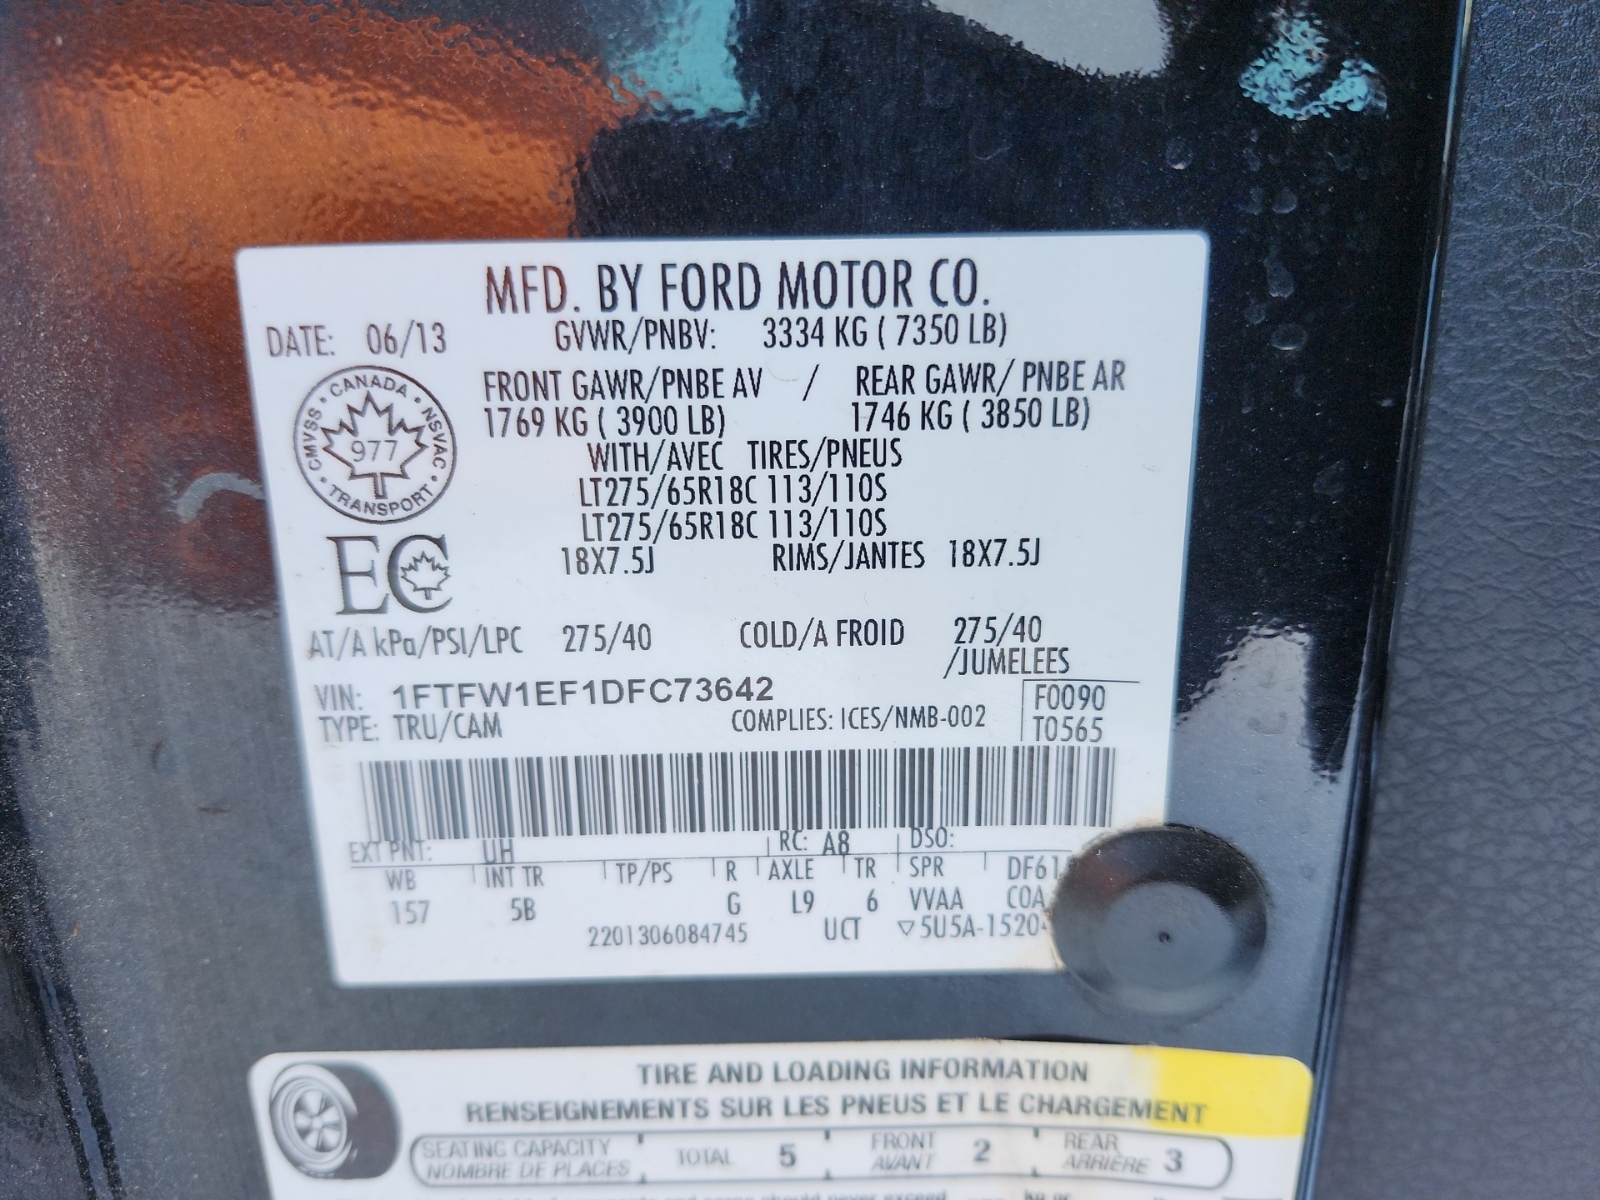 MFD. BY FORD MOTOR CO.
DATE: 06/13 GVWR/PNBV: 3334 KG ( 7350 LB)
FRONT GAWR/PNBE AV / REAR GAWR/ PNBE AR
1769 KG ( 3900 LB) 1746 KG ( 3850 LB)
WITH/AVEC TIRES/PNEUS
LT275/65R18C 113/110S
LT275/65R18C 113/110S
18X7.5J RIMS/JANTES 18X7.5J
CANADA
CMVSS 977 NSVAC
TRANSPORT
EC
AT/A kPa/PSI/LPC 275/40 COLD/A FROID 275/40
/JUMELEES
VIN: 1FTFW1EF1DFC73642 F0090
TYPE: TRU/CAM COMPLIES: ICES/NMB-002 T0565
EXT PNT: UH RC: A8 DSO:
WB INT TR TP/PS R AXLE TR SPR DF61
157 5B G L9 6 VVAA COA
2201306084745 UCT ▽5U5A-1520
TIRE AND LOADING INFORMATION
RENSEIGNEMENTS SUR LES PNEUS ET LE CHARGEMENT
SEATING CAPACITY TOTAL 5 FRONT 2 REAR 3
NOMBRE DE PLACES AVANT ARRIÈRE